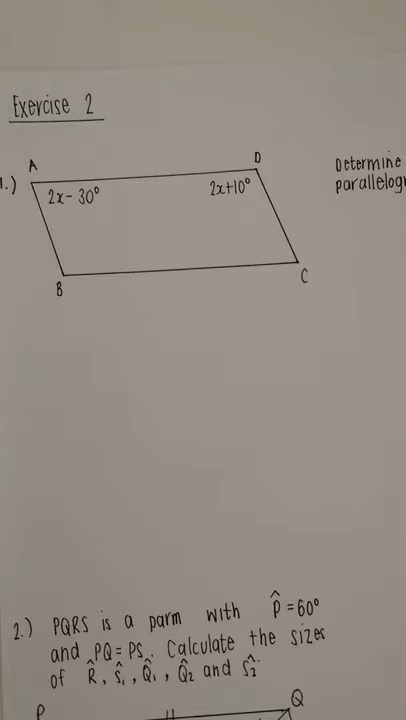 Exercise 2
1.)
A
D
Determine
2x - 30°
2x+10°
B
C
2.) PQRS is a parm with P̂ = 60°
and PQ = PS. Calculate the sizes
of R̂, Ŝ₁, Q̂₁, Q̂₂ and Ŝ₂.
P
Q